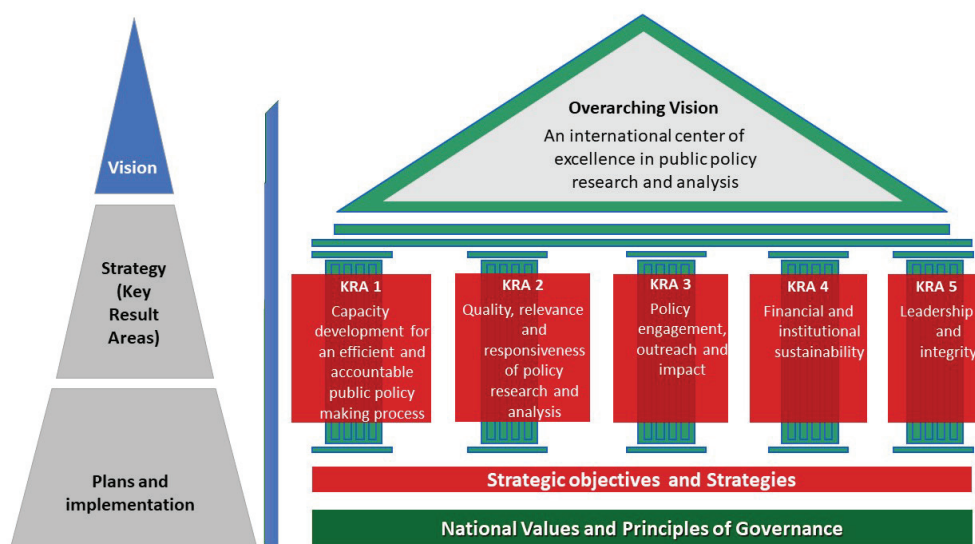 Vision
Strategy
(Key
Result
Areas)
Plans and
implementation
Overarching Vision
An international center of
excellence in public policy
research and analysis
KRA 1
Capacity
development for
an efficient and
accountable
public policy
making process
KRA 2
Quality, relevance
and
responsiveness
of policy
research and
analysis
KRA 3
Policy
engagement,
outreach and
impact
KRA 4
Financial and
institutional
sustainability
KRA 5
Leadership
and
integrity
Strategic objectives and Strategies
National Values and Principles of Governance